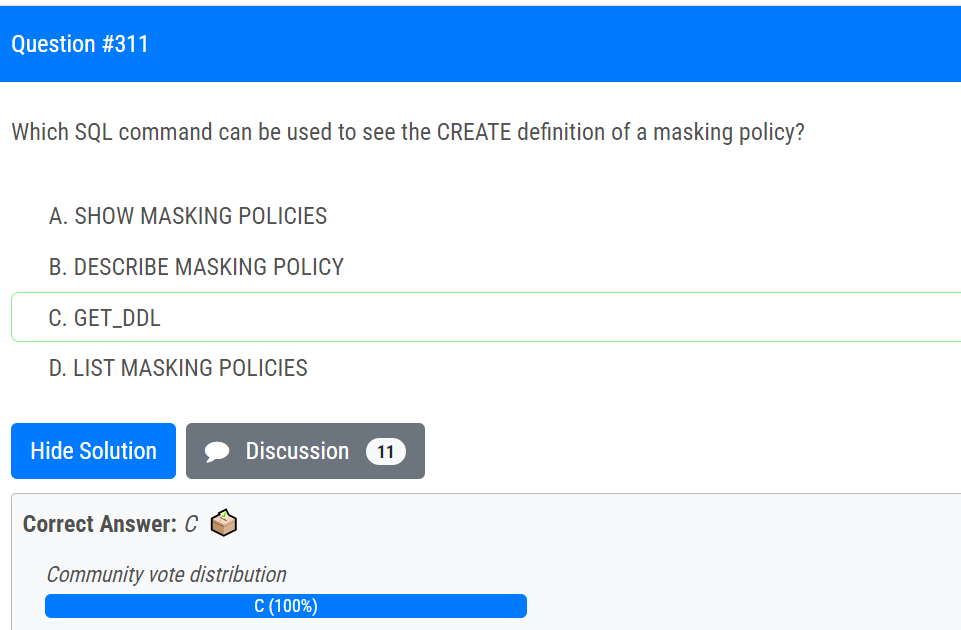 Question #311
Which SQL command can be used to see the CREATE definition of a masking policy?
A. SHOW MASKING POLICIES
B. DESCRIBE MASKING POLICY
C. GET_DDL
D. LIST MASKING POLICIES
Hide Solution Discussion 11
Correct Answer: C
Community vote distribution
C (100%)